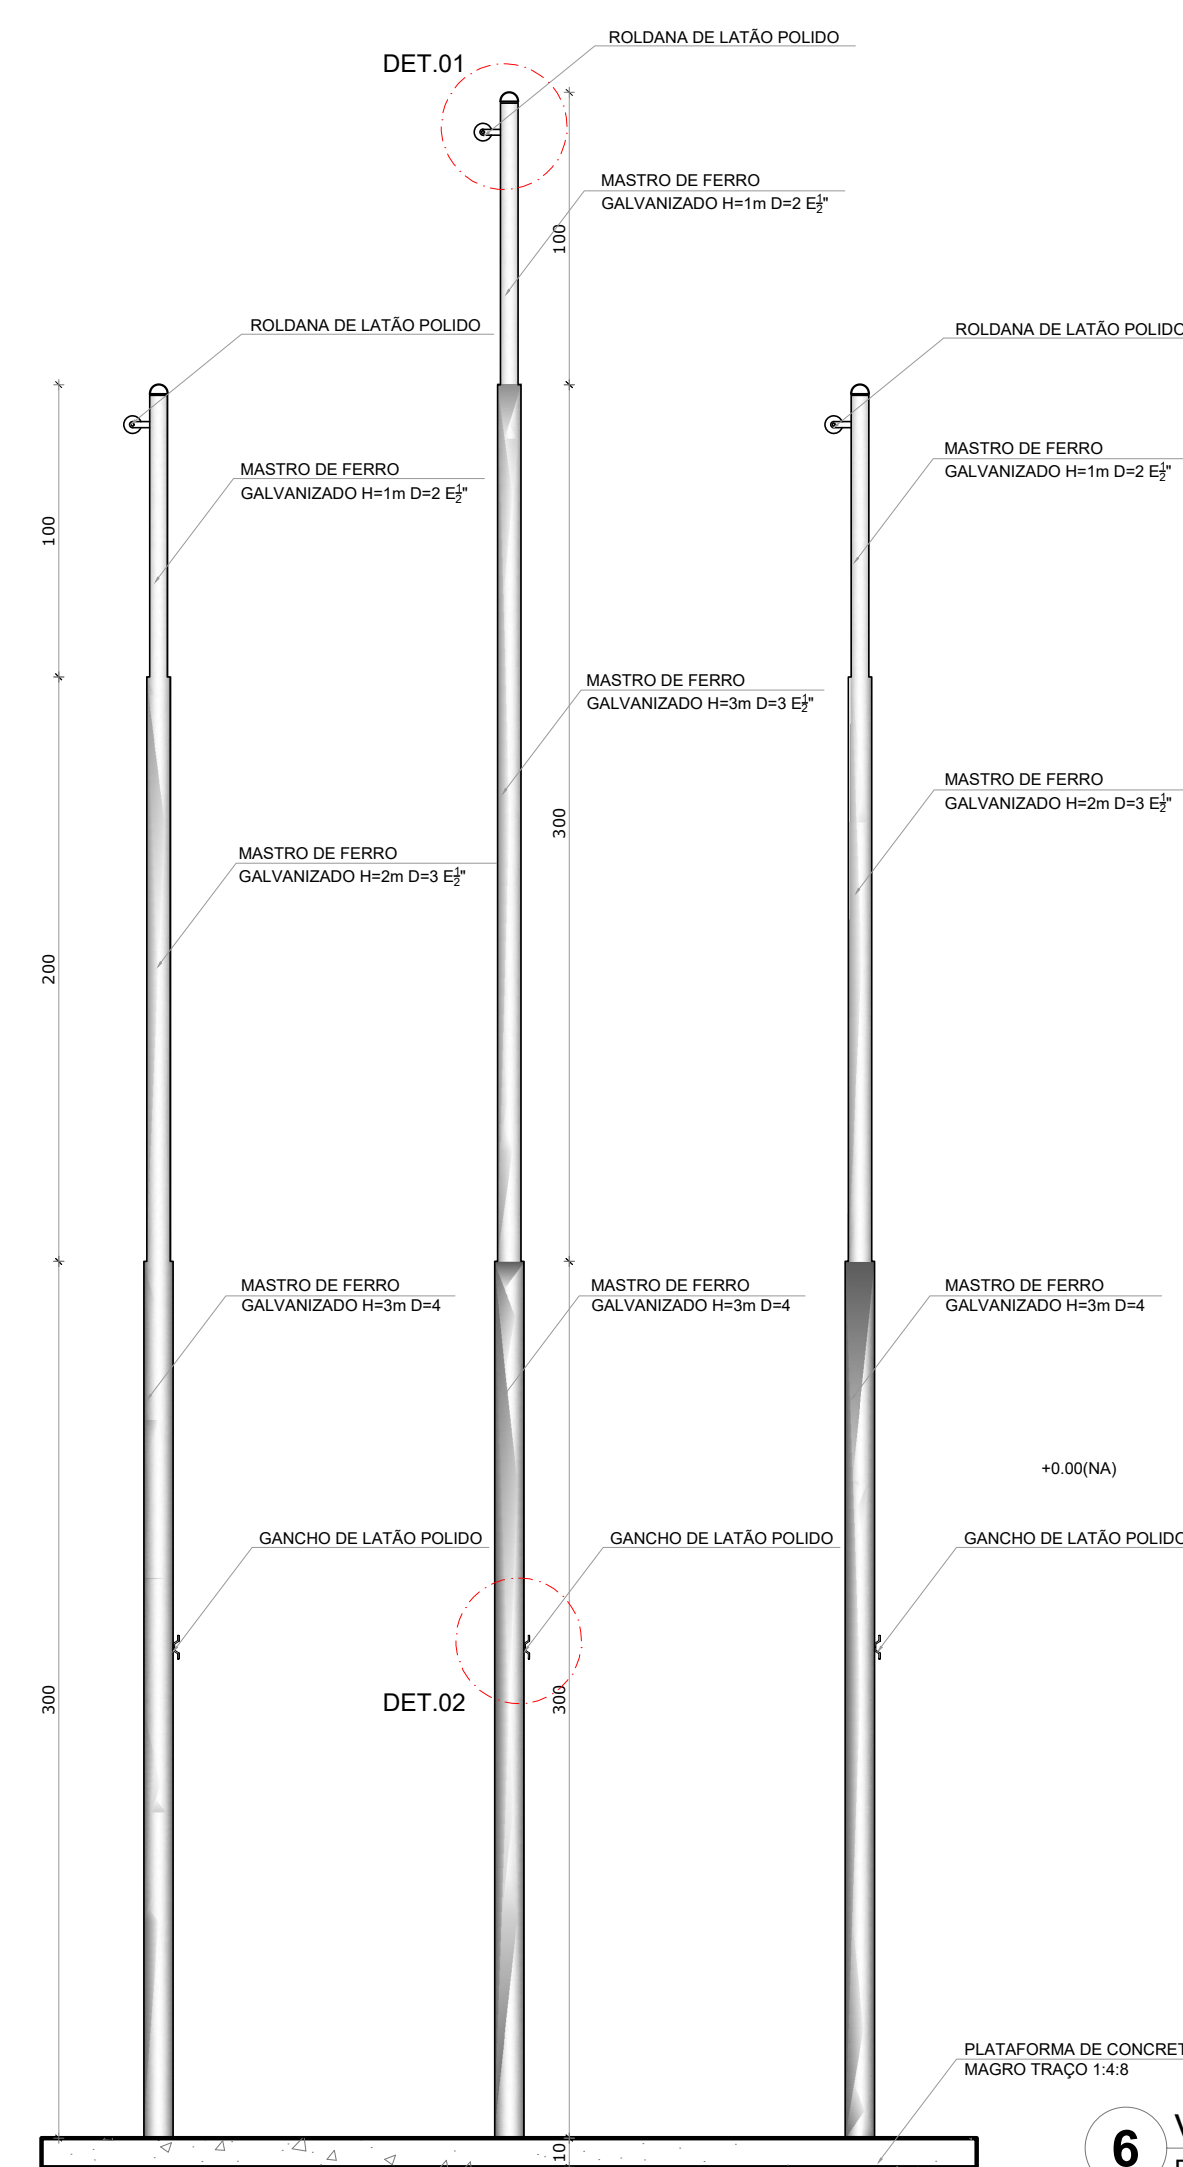 ROLDANA DE LATÃO POLIDO
DET.01
MASTRO DE FERRO
GALVANIZADO H=1m D=2 E½"
100
ROLDANA DE LATÃO POLIDO
ROLDANA DE LATÃO POLIDO
MASTRO DE FERRO
GALVANIZADO H=1m D=2 E½"
MASTRO DE FERRO
GALVANIZADO H=1m D=2 E½"
100
MASTRO DE FERRO
GALVANIZADO H=3m D=3 E½"
MASTRO DE FERRO
GALVANIZADO H=2m D=3 E½"
300
MASTRO DE FERRO
GALVANIZADO H=2m D=3 E½"
200
MASTRO DE FERRO
GALVANIZADO H=3m D=4
MASTRO DE FERRO
GALVANIZADO H=3m D=4
MASTRO DE FERRO
GALVANIZADO H=3m D=4
+0.00(NA)
GANCHO DE LATÃO POLIDO
GANCHO DE LATÃO POLIDO
GANCHO DE LATÃO POLIDO
300
DET.02
300
PLATAFORMA DE CONCRET
MAGRO TRAÇO 1:4:8
10
6